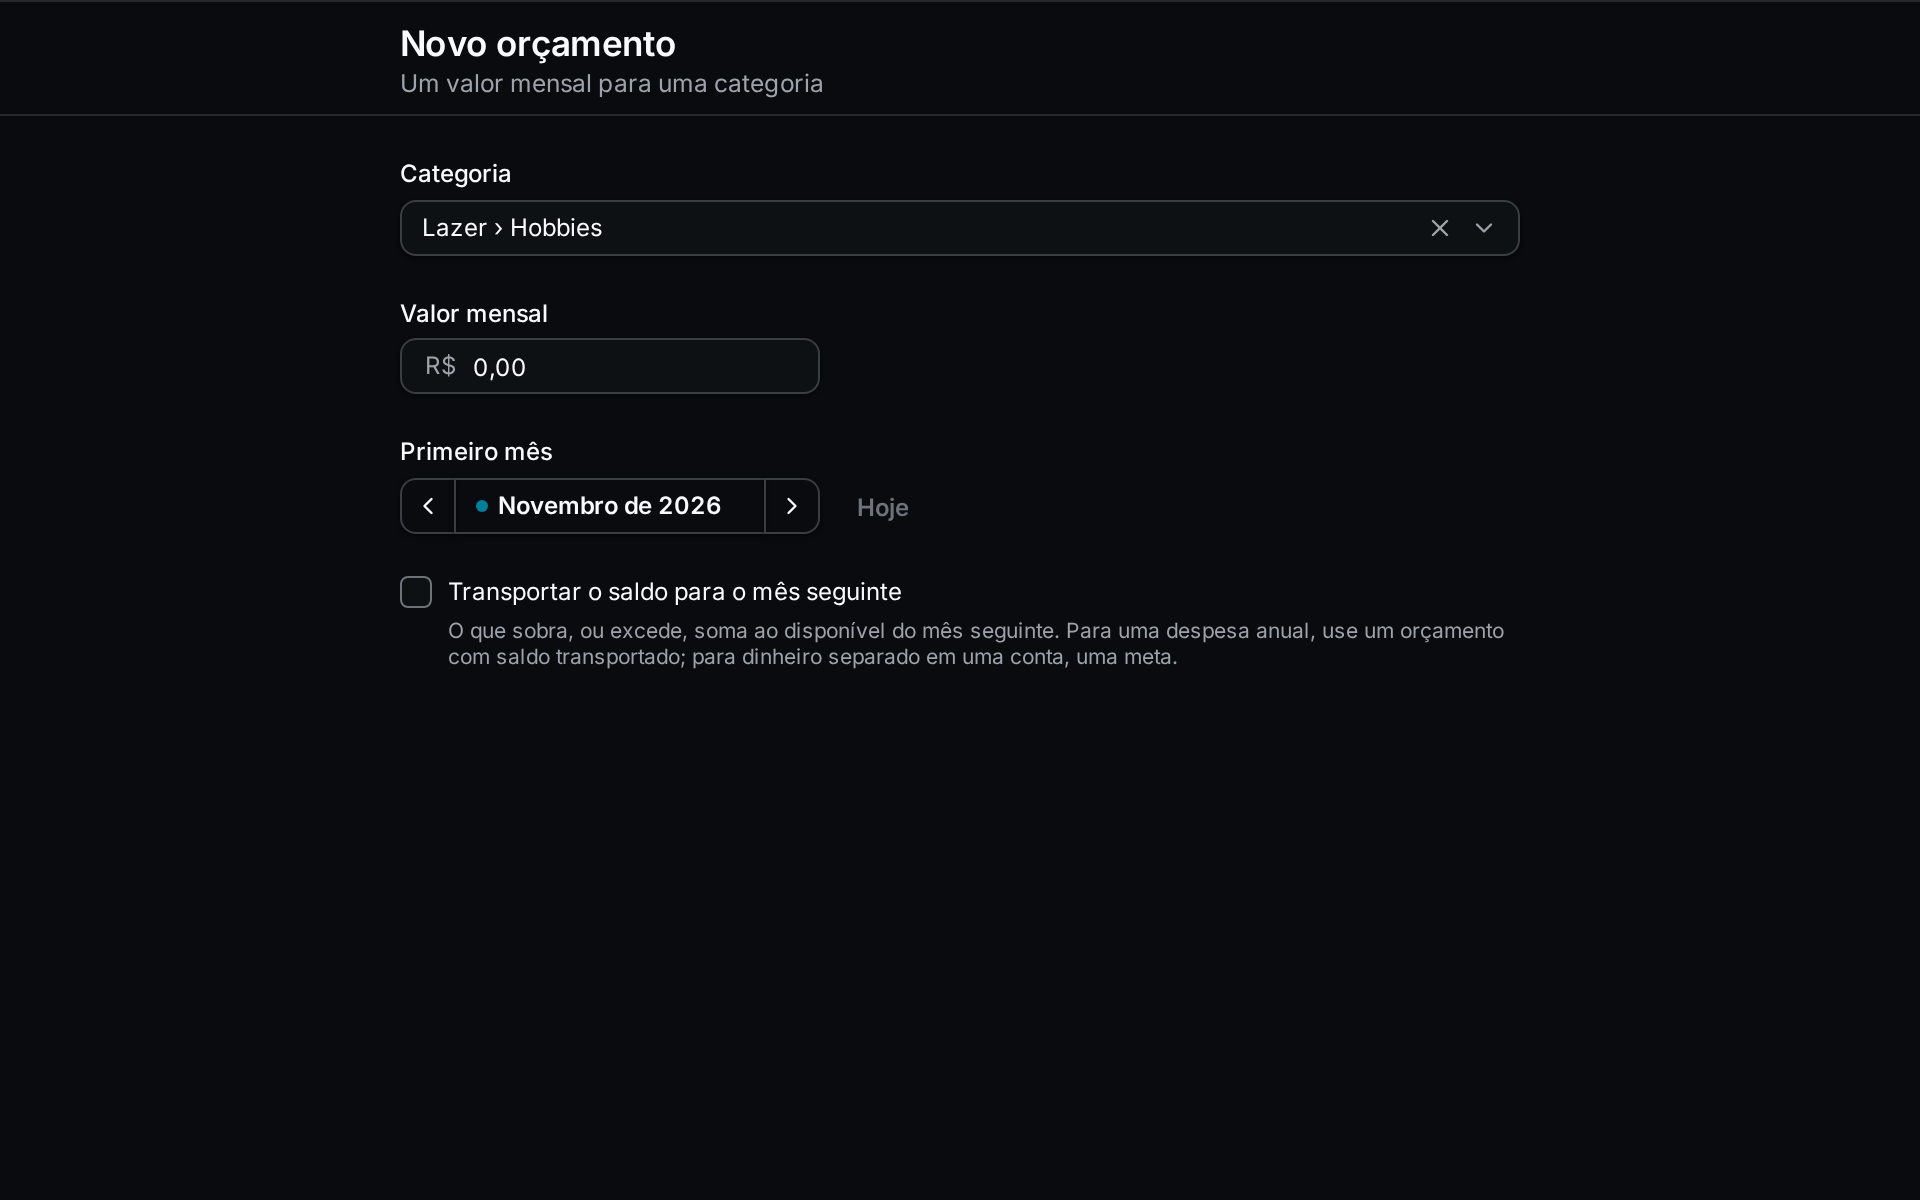 Novo orçamento
Um valor mensal para uma categoria
Categoria
Lazer › Hobbies
Valor mensal
R$ 0,00
Primeiro mês
Novembro de 2026
Hoje
Transportar o saldo para o mês seguinte
O que sobra, ou excede, soma ao disponível do mês seguinte. Para uma despesa anual, use um orçamento
com saldo transportado; para dinheiro separado em uma conta, uma meta.